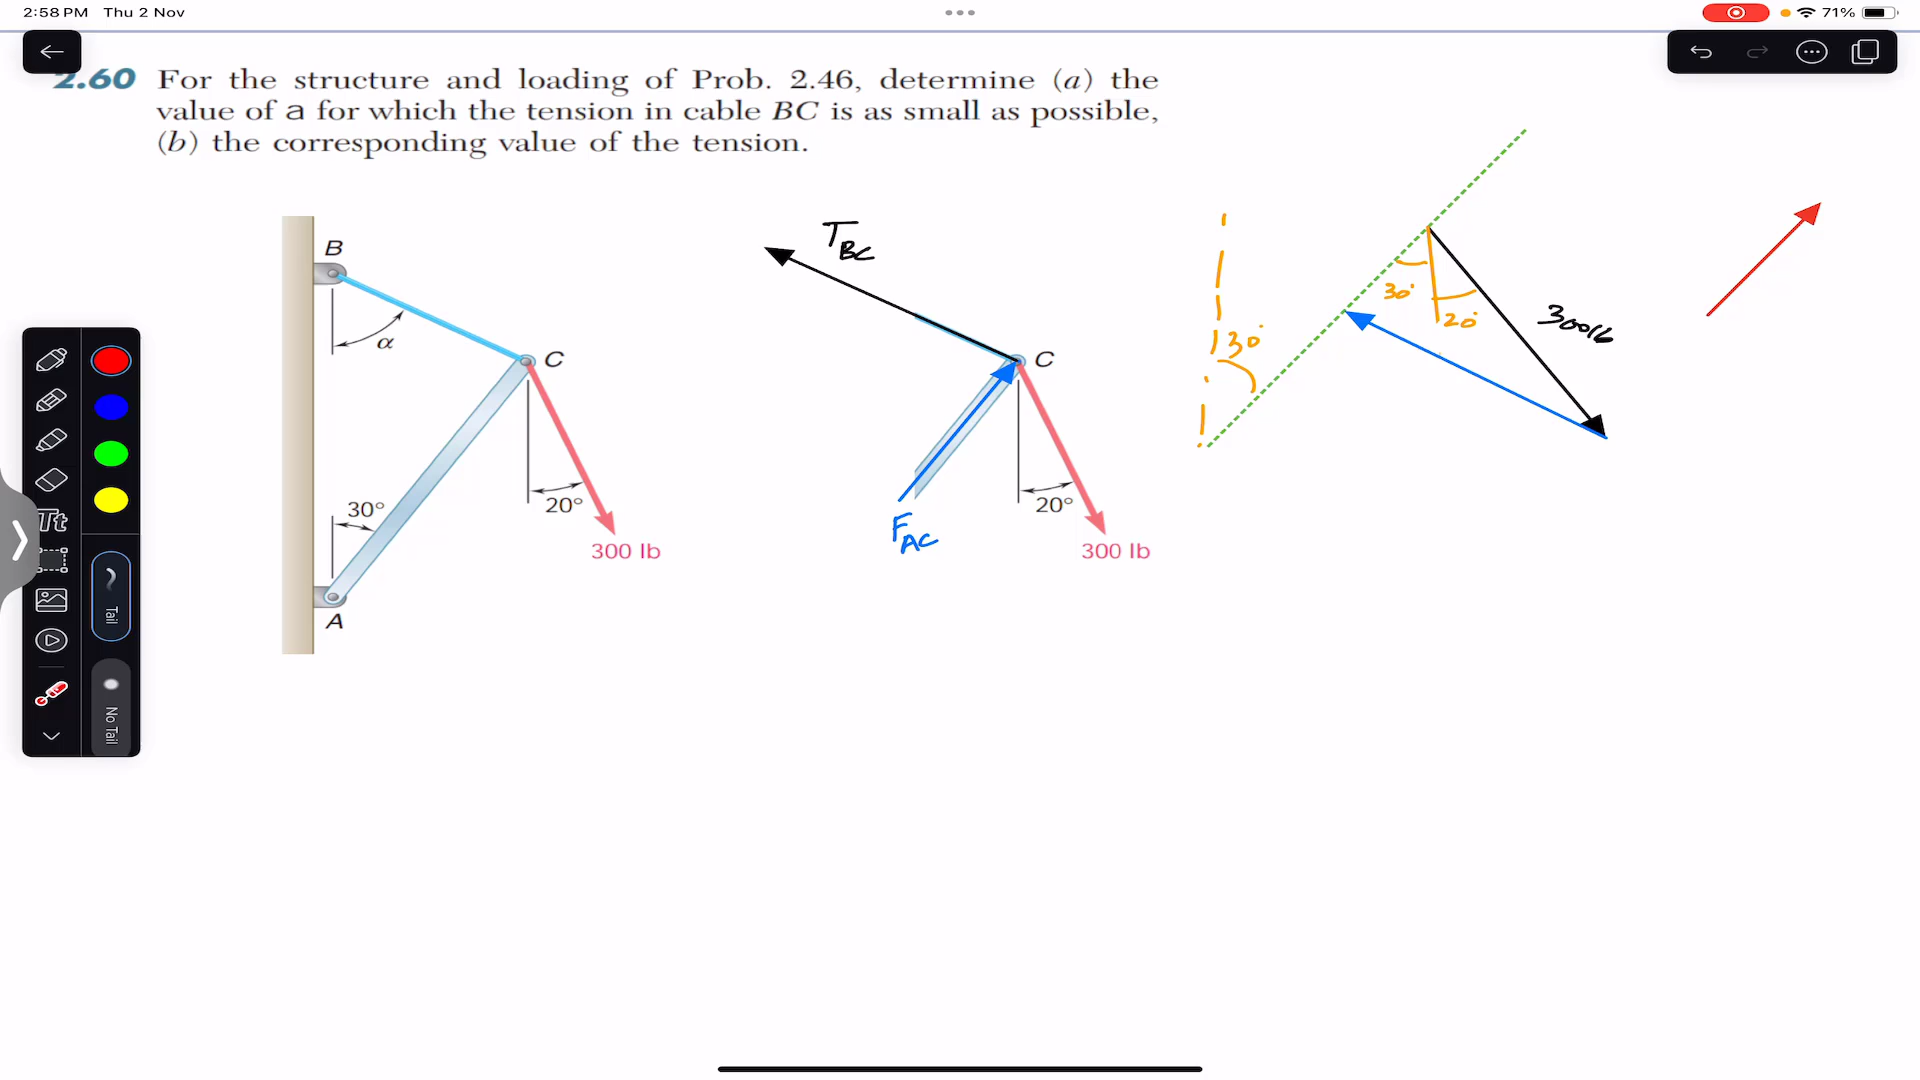 2:58 PM Thu 2 Nov
71%
2.60 For the structure and loading of Prob. 2.46, determine (a) the
value of a for which the tension in cable BC is as small as possible,
(b) the corresponding value of the tension.
B
α
C
30°
20°
300 lb
A
T_BC
C
20°
F_AC
300 lb
30°
30°
20°
300lb
Tt
Tail
No Tail